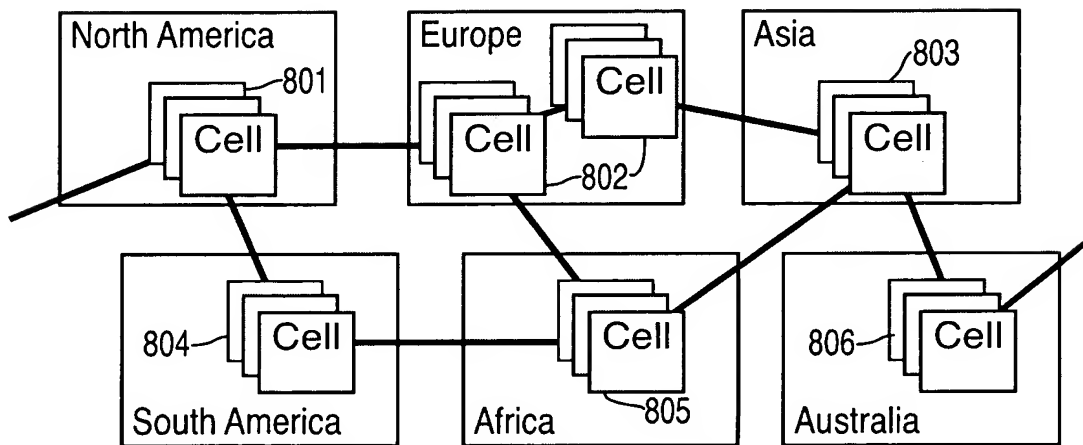 North America
801
Cell
Europe
Cell
Cell
802
Asia
803
Cell
804
Cell
South America
Cell
805
Africa
806
Cell
Australia